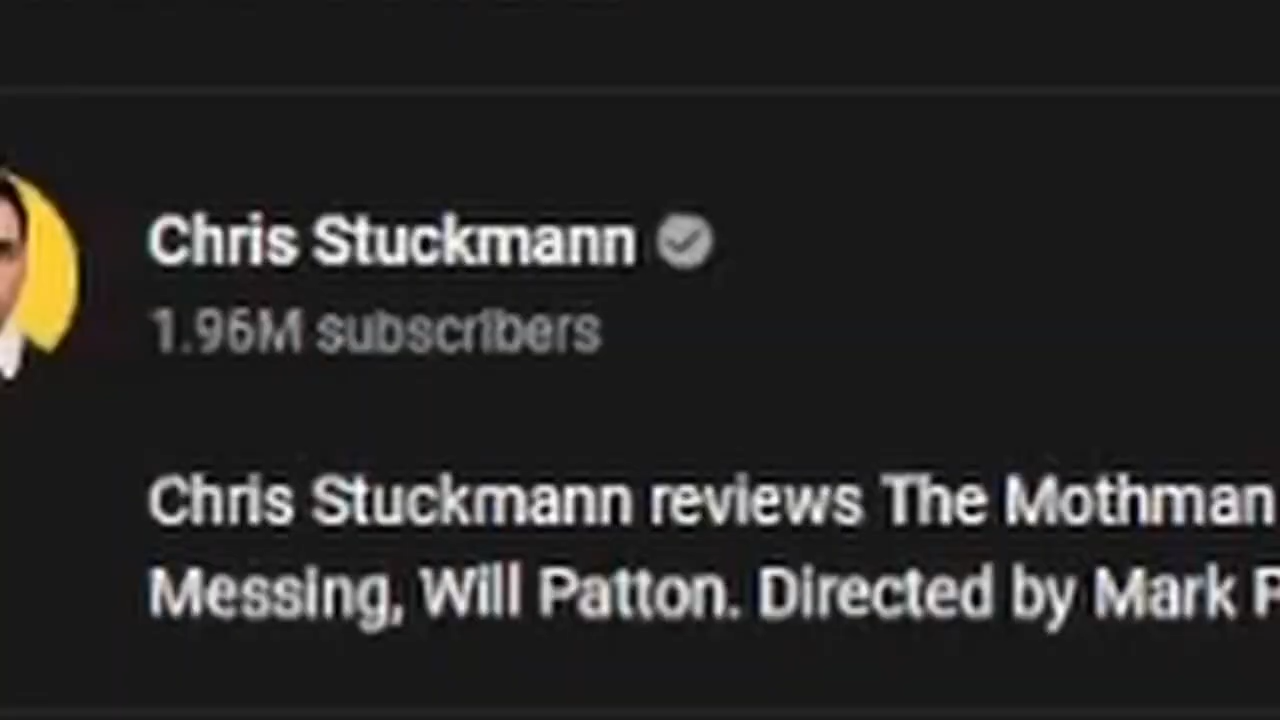 Chris Stuckmann
1.96M subscribers
Chris Stuckmann reviews The Mothman
Messing, Will Patton. Directed by Mark